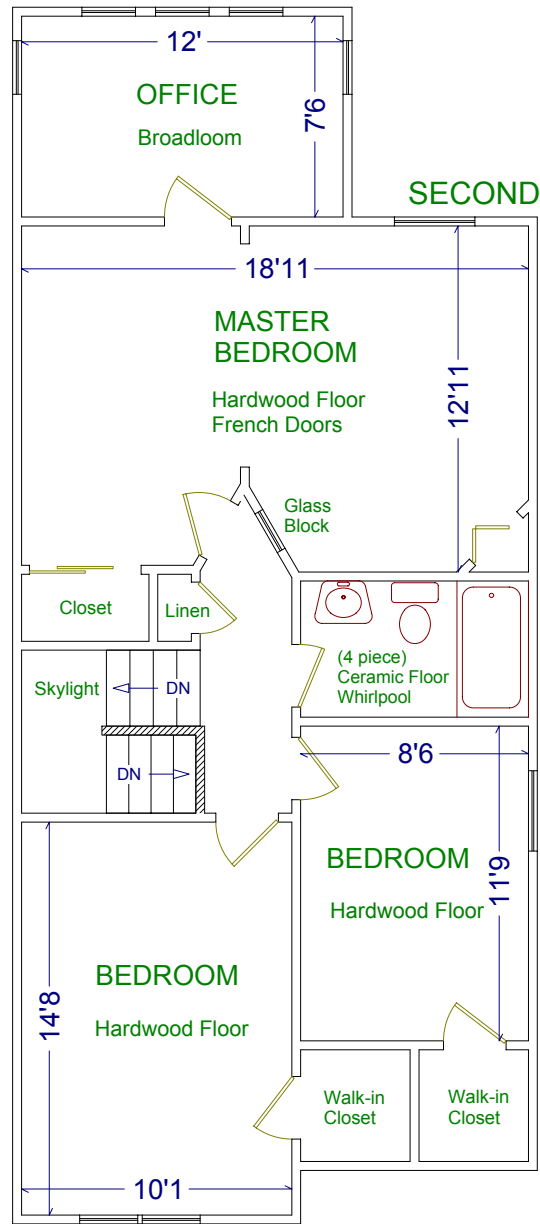 12'
OFFICE
Broadloom
7'6
SECOND
18'11
MASTER
BEDROOM
Hardwood Floor
French Doors
12'11
Glass
Block
Closet
Linen
(4 piece)
Ceramic Floor
Whirlpool
Skylight
DN
DN
8'6
BEDROOM
Hardwood Floor
11'9
BEDROOM
Hardwood Floor
14'8
Walk-in
Closet
Walk-in
Closet
10'1